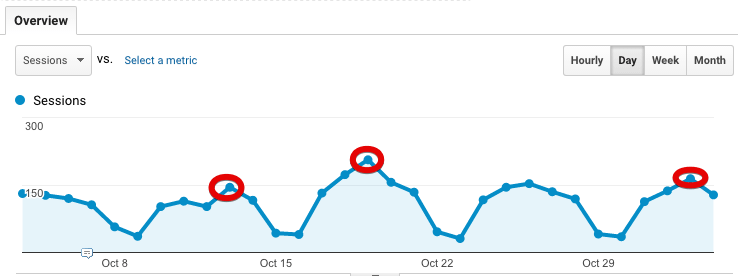 Overview
Sessions vs. Select a metric
Hourly Day Week Month
Sessions
300
150
Oct 8 Oct 15 Oct 22 Oct 29